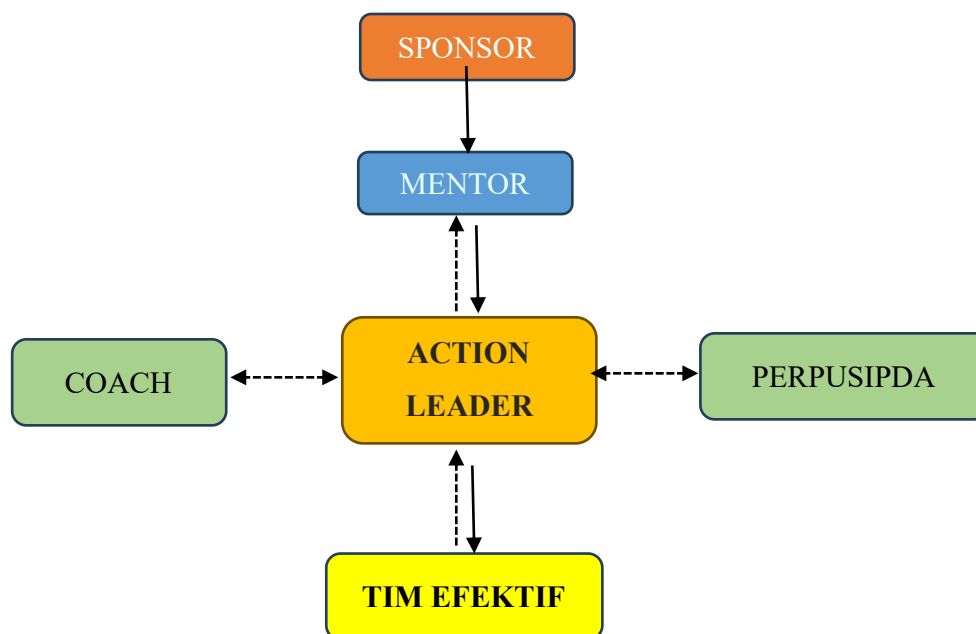 SPONSOR
MENTOR
COACH
ACTION
LEADER
PERPUSIPDA
TIM EFEKTIF